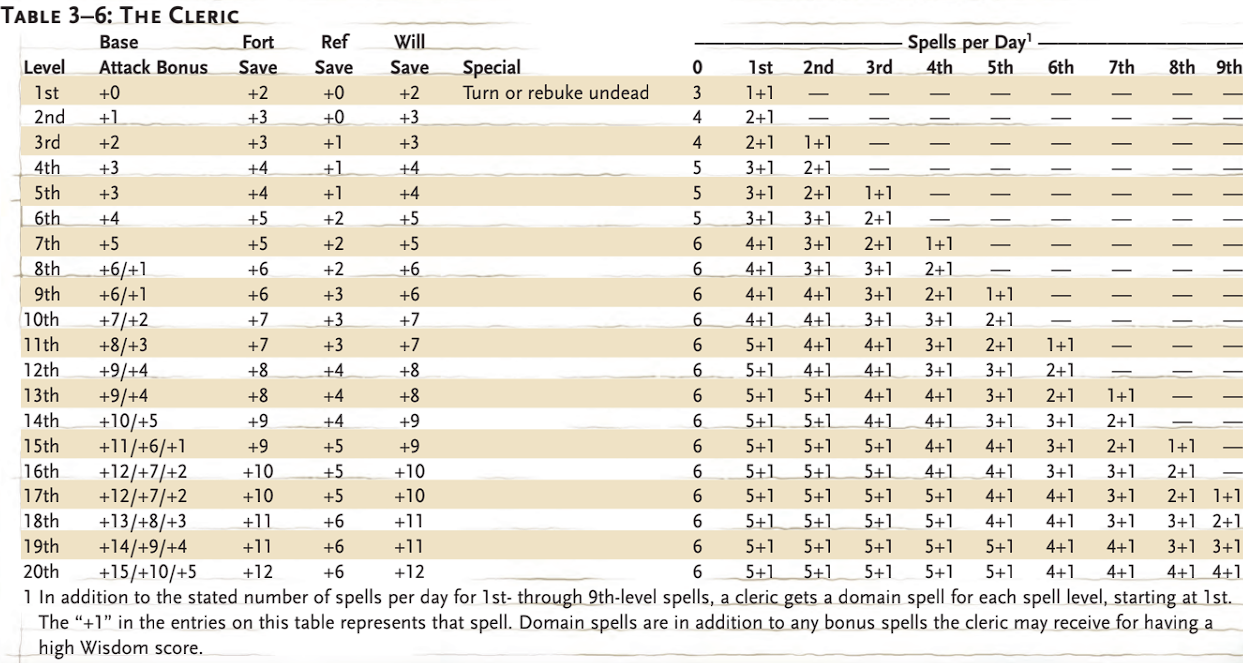 TABLE 3–6: THE CLERIC
Base Fort Ref Will Spells per Day1
Level Attack Bonus Save Save Save Special 0 1st 2nd 3rd 4th 5th 6th 7th 8th 9th
1st +0 +2 +0 +2 Turn or rebuke undead 3 1+1 — — — — — — — —
2nd +1 +3 +0 +3 4 2+1 — — — — — — — —
3rd +2 +3 +1 +3 4 2+1 1+1 — — — — — — —
4th +3 +4 +1 +4 5 3+1 2+1 — — — — — — —
5th +3 +4 +1 +4 5 3+1 2+1 1+1 — — — — — —
6th +4 +5 +2 +5 5 3+1 3+1 2+1 — — — — — —
7th +5 +5 +2 +5 6 4+1 3+1 2+1 1+1 — — — — —
8th +6/+1 +6 +2 +6 6 4+1 3+1 3+1 2+1 — — — — —
9th +6/+1 +6 +3 +6 6 4+1 4+1 3+1 2+1 1+1 — — — —
10th +7/+2 +7 +3 +7 6 4+1 4+1 3+1 3+1 2+1 — — — —
11th +8/+3 +7 +3 +7 6 5+1 4+1 4+1 3+1 2+1 1+1 — — —
12th +9/+4 +8 +4 +8 6 5+1 4+1 4+1 3+1 3+1 2+1 — — —
13th +9/+4 +8 +4 +8 6 5+1 5+1 4+1 4+1 3+1 2+1 1+1 — —
14th +10/+5 +9 +4 +9 6 5+1 5+1 4+1 4+1 3+1 3+1 2+1 — —
15th +11/+6/+1 +9 +5 +9 6 5+1 5+1 5+1 4+1 4+1 3+1 2+1 1+1 —
16th +12/+7/+2 +10 +5 +10 6 5+1 5+1 5+1 4+1 4+1 3+1 3+1 2+1 —
17th +12/+7/+2 +10 +5 +10 6 5+1 5+1 5+1 5+1 4+1 4+1 3+1 2+1 1+1
18th +13/+8/+3 +11 +6 +11 6 5+1 5+1 5+1 5+1 4+1 4+1 3+1 3+1 2+1
19th +14/+9/+4 +11 +6 +11 6 5+1 5+1 5+1 5+1 5+1 4+1 4+1 3+1 3+1
20th +15/+10/+5 +12 +6 +12 6 5+1 5+1 5+1 5+1 5+1 4+1 4+1 4+1 4+1
1 In addition to the stated number of spells per day for 1st- through 9th-level spells, a cleric gets a domain spell for each spell level, starting at 1st.
The “+1” in the entries on this table represents that spell. Domain spells are in addition to any bonus spells the cleric may receive for having a
high Wisdom score.